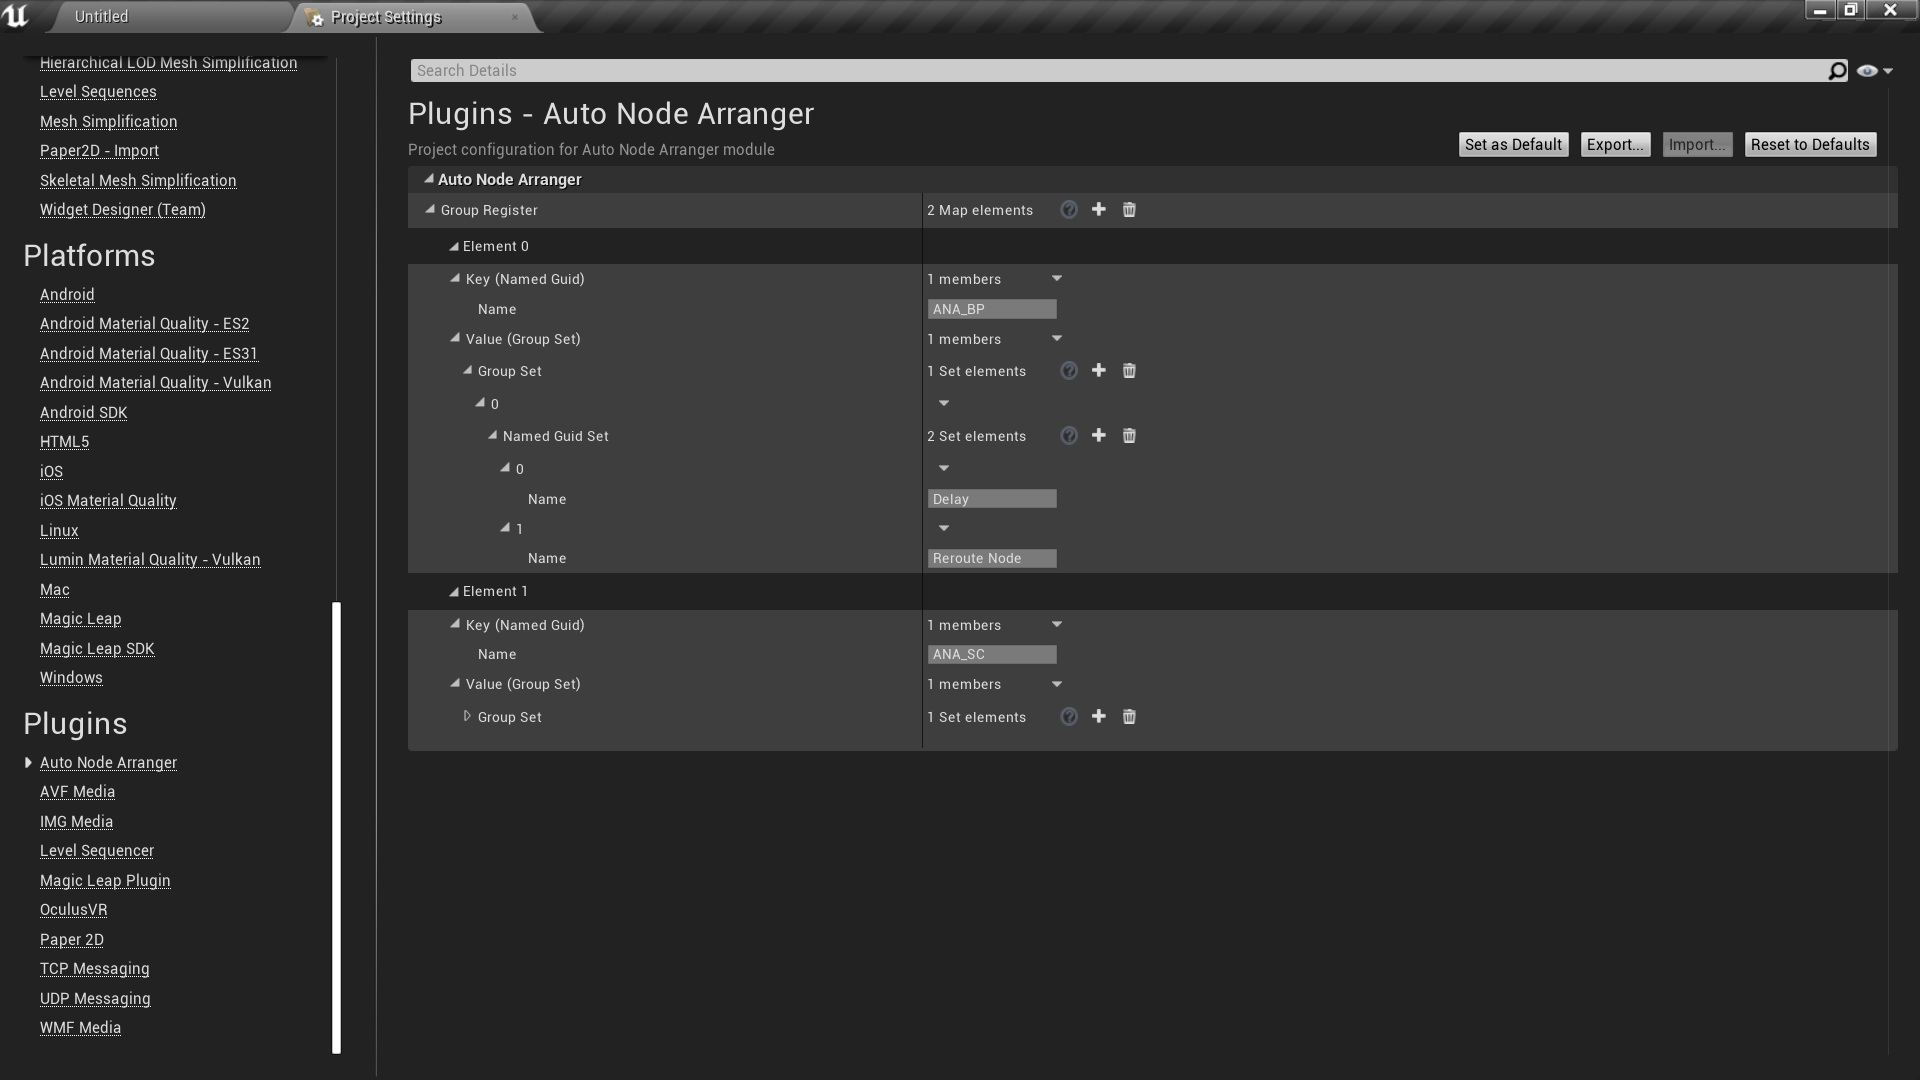 Untitled
Project Settings
Hierarchical LOD Mesh Simplification
Level Sequences
Mesh Simplification
Paper2D - Import
Skeletal Mesh Simplification
Widget Designer (Team)
Platforms
Android
Android Material Quality - ES2
Android Material Quality - ES31
Android Material Quality - Vulkan
Android SDK
HTML5
iOS
iOS Material Quality
Linux
Lumin Material Quality - Vulkan
Mac
Magic Leap
Magic Leap SDK
Windows
Plugins
Auto Node Arranger
AVF Media
IMG Media
Level Sequencer
Magic Leap Plugin
OculusVR
Paper 2D
TCP Messaging
UDP Messaging
WMF Media
Search Details
Plugins - Auto Node Arranger
Project configuration for Auto Node Arranger module
Set as Default Export... Import... Reset to Defaults
Auto Node Arranger
Group Register 2 Map elements
Element 0
Key (Named Guid) 1 members
Name ANA_BP
Value (Group Set) 1 members
Group Set 1 Set elements
0
Named Guid Set 2 Set elements
0
Name Delay
1
Name Reroute Node
Element 1
Key (Named Guid) 1 members
Name ANA_SC
Value (Group Set) 1 members
Group Set 1 Set elements